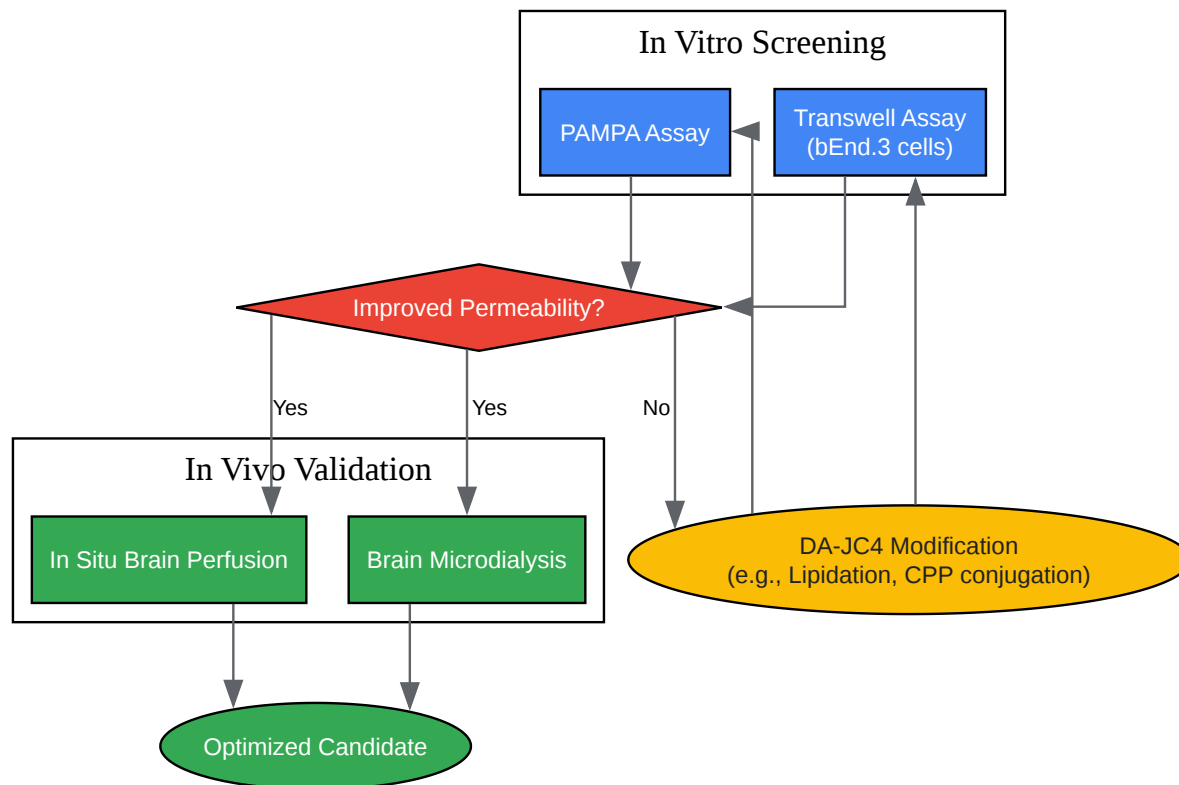 In Vitro Screening
PAMPA Assay
Transwell Assay
(bEnd.3 cells)
Improved Permeability?
Yes
Yes
No
In Vivo Validation
In Situ Brain Perfusion
Brain Microdialysis
DA-JC4 Modification
(e.g., Lipidation, CPP conjugation)
Optimized Candidate